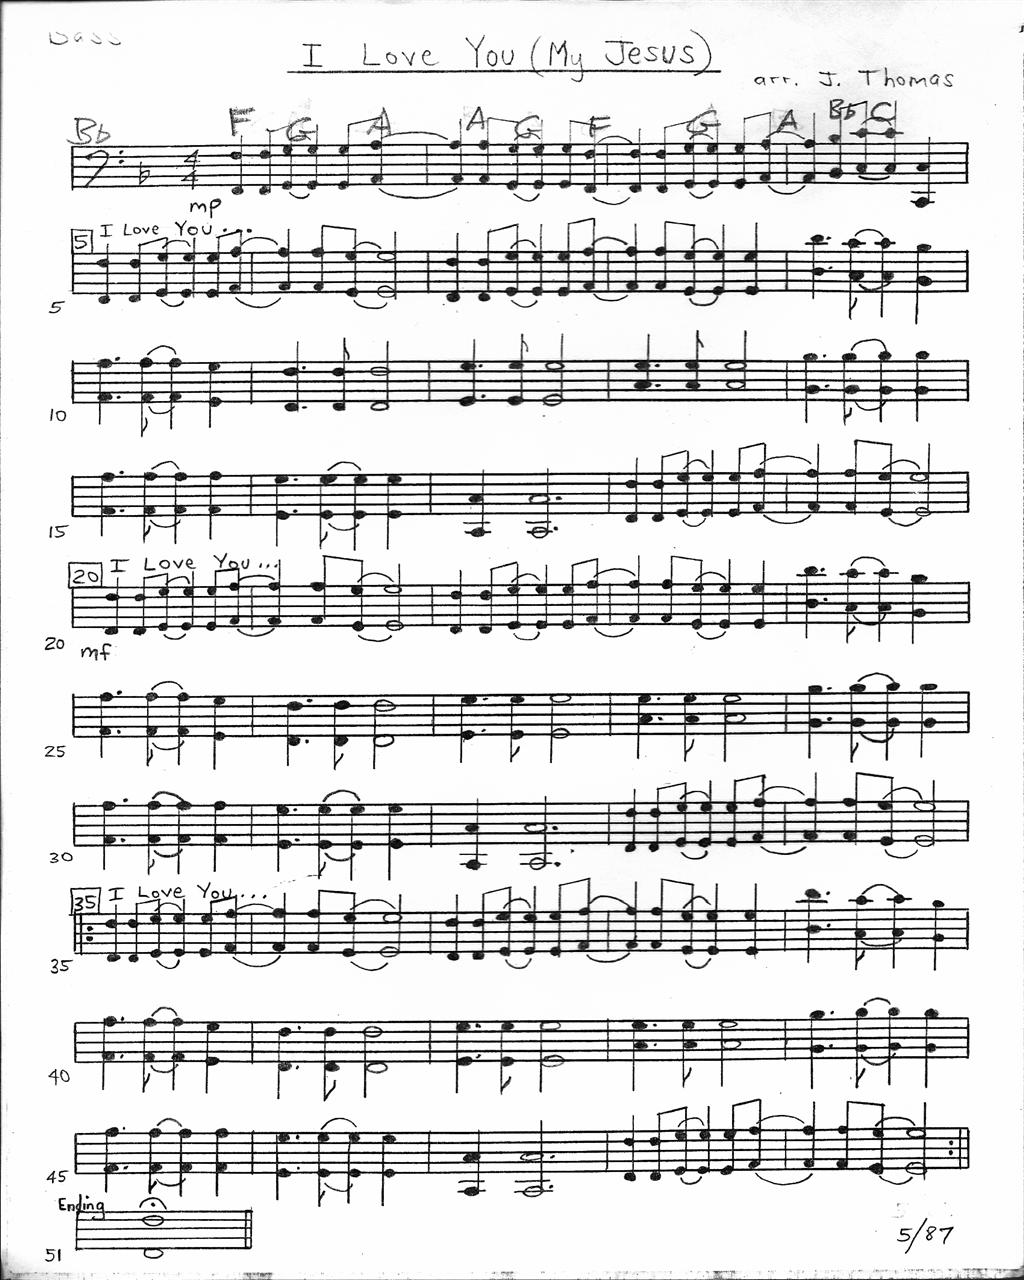 Bass
I Love You (My Jesus)
arr. J. Thomas
Bb F G A A G F G A Bb C
mp
5 I Love You....
5
10
15
20 I Love You...
20 mf
25
30
35 I Love You...
35
40
45
Ending
51
5/87